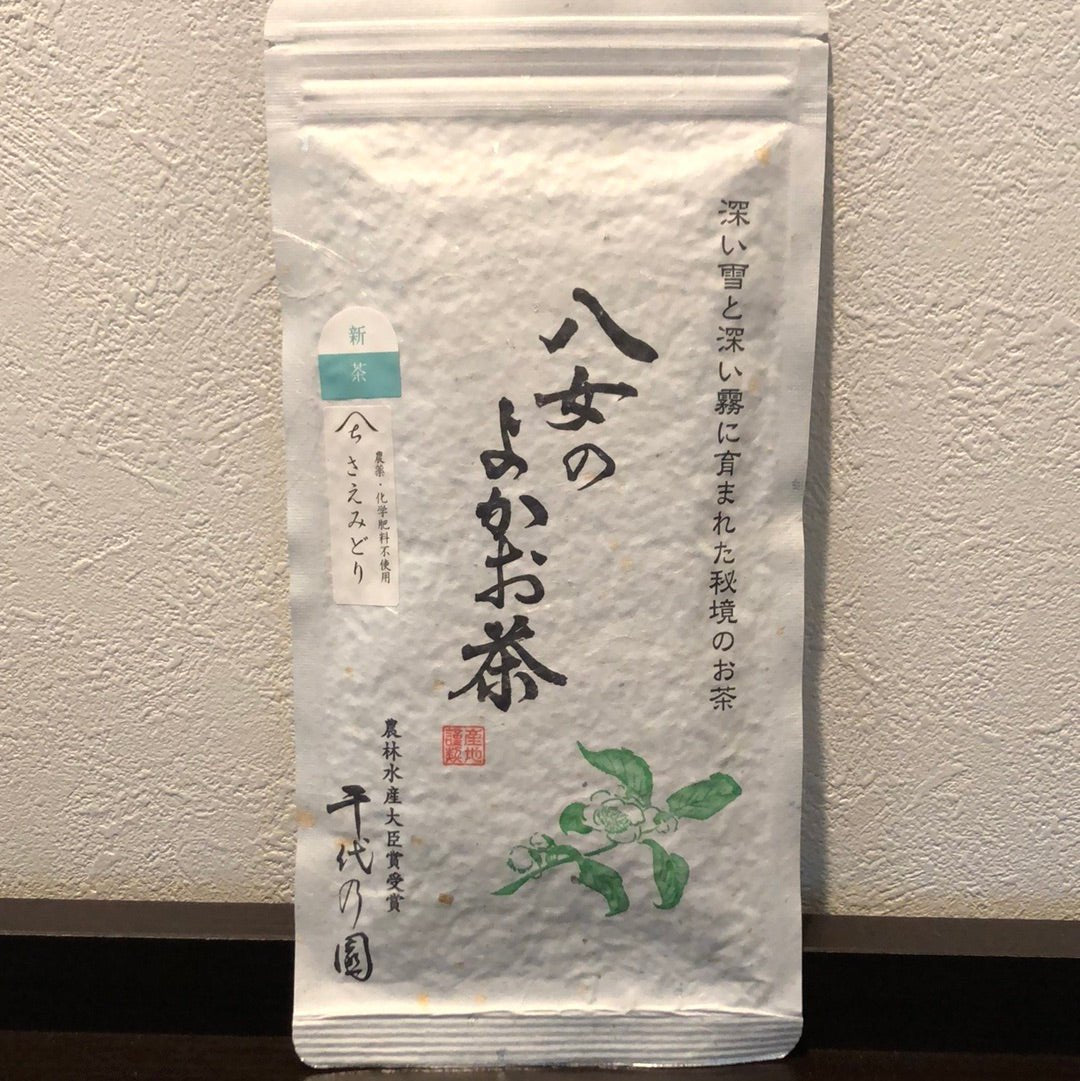 深い雪と深い霧に育まれた秘境のお茶
八女の
よかお茶
産地
謹製
新茶
ち
さえみどり
農薬・化学肥料不使用
農林水産大臣賞受賞
千代乃園